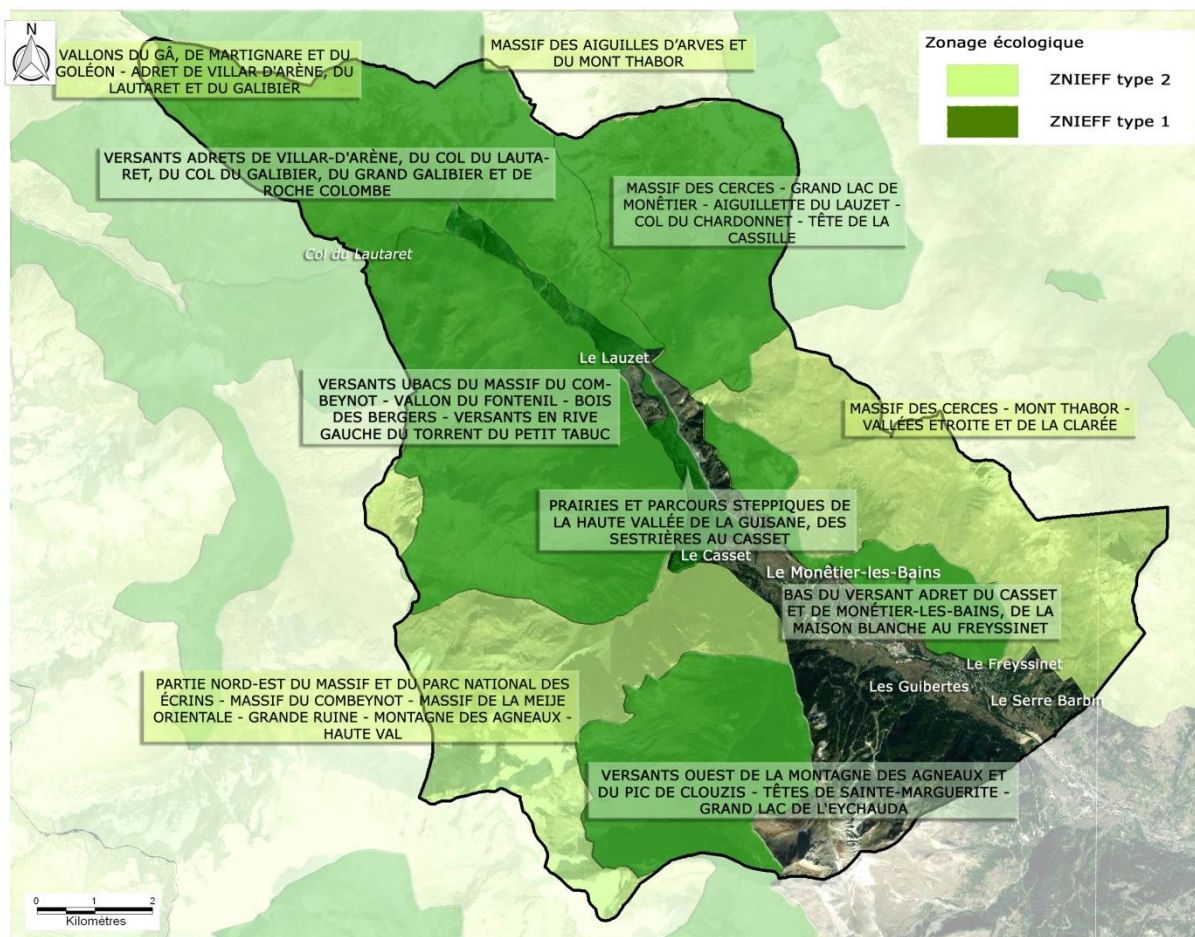 N
VALLONS DU GÂ, DE MARTIGNARE ET DU
GOLÉON - ADRET DE VILLAR D'ARÈNE, DU
LAUTARET ET DU GALIBIER
MASSIF DES AIGUILLES D'ARVES ET
DU MONT THABOR
Zonage écologique
ZNIEFF type 2
ZNIEFF type 1
VERSANTS ADRETS DE VILLAR-D'ARÈNE, DU COL DU LAUTA-
RET, DU COL DU GALIBIER, DU GRAND GALIBIER ET DE
ROCHE COLOMBE
MASSIF DES CERCES - GRAND LAC DE
MONÊTIER - AIGUILLETTE DU LAUZET -
COL DU CHARDONNET - TÊTE DE LA
CASSILLE
Col du Lautaret
Le Lauzet
VERSANTS UBACS DU MASSIF DU COM-
BEYNOT - VALLON DU FONTENIL - BOIS
DES BERGERS - VERSANTS EN RIVE
GAUCHE DU TORRENT DU PETIT TABUC
MASSIF DES CERCES - MONT THABOR -
VALLÉES ÉTROITE ET DE LA CLARÉE
PRAIRIES ET PARCOURS STEPPIQUES DE
LA HAUTE VALLÉE DE LA GUISANE, DES
SESTRIÈRES AU CASSET
Le Casset
Le Monêtier-les-Bains
BAS DU VERSANT ADRET DU CASSET
ET DE MONÉTIER-LES-BAINS, DE LA
MAISON BLANCHE AU FREYSSINET
Le Freyssinet
Les Guibertes
Le Serre Barbin
PARTIE NORD-EST DU MASSIF ET DU PARC NATIONAL DES
ÉCRINS - MASSIF DU COMBEYNOT - MASSIF DE LA MEIJE
ORIENTALE - GRANDE RUINE - MONTAGNE DES AGNEAUX -
HAUTE VAL
VERSANTS OUEST DE LA MONTAGNE DES AGNEAUX ET
DU PIC DE CLOUZIS - TÊTES DE SAINTE-MARGUERITE -
GRAND LAC DE L'EYCHAUDA
0 1 2
Kilométres